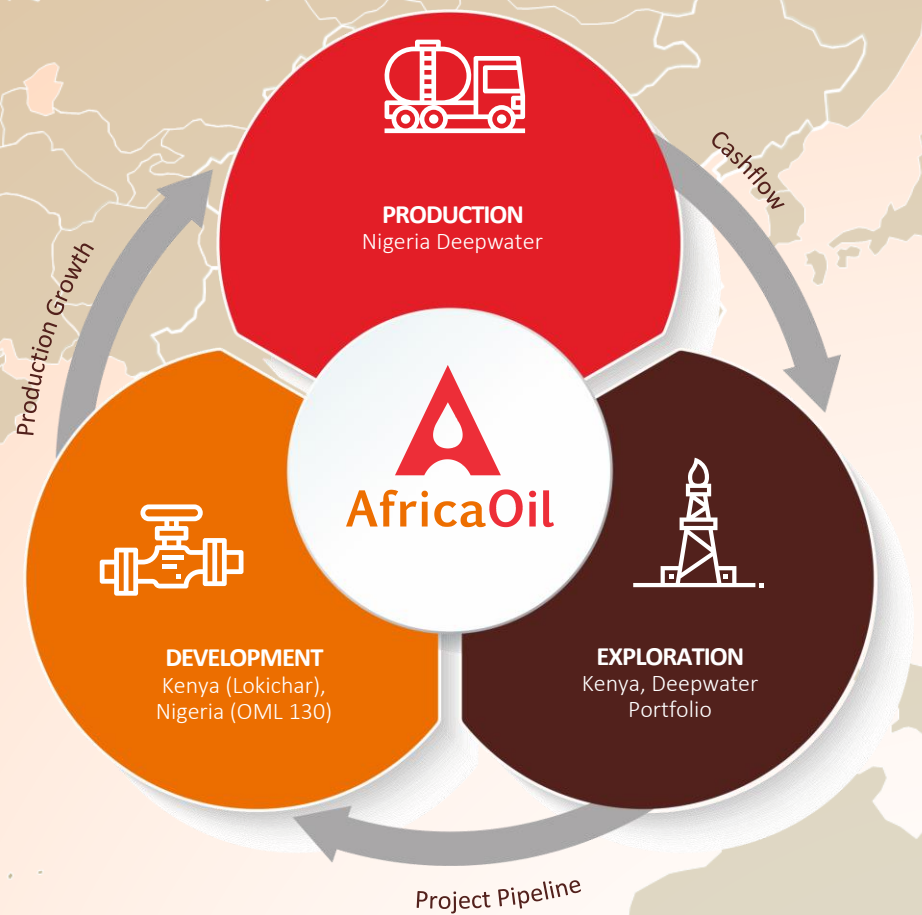 PRODUCTION
Nigeria Deepwater
Cashflow
Production Growth
AfricaOil
DEVELOPMENT
Kenya (Lokichar),
Nigeria (OML 130)
EXPLORATION
Kenya, Deepwater
Portfolio
Project Pipeline